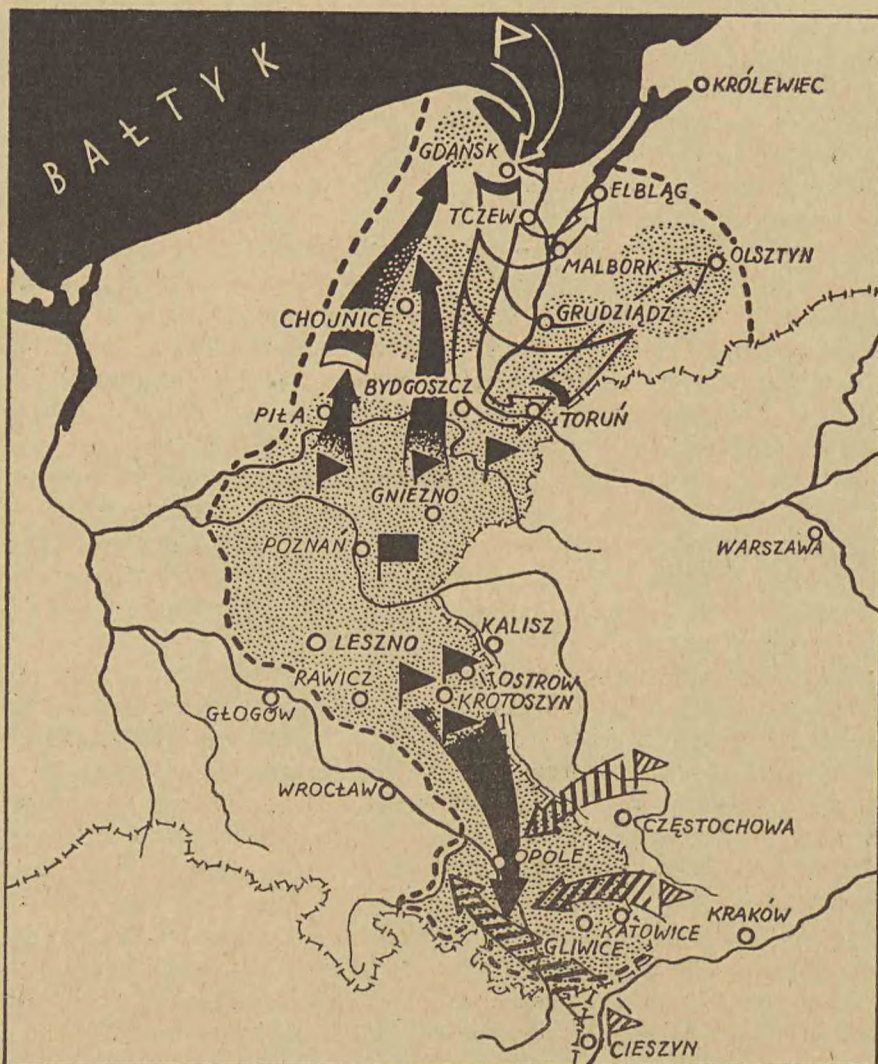 BAŁTYK
KRÓLEWIEC
GDAŃSK
ELBLĄG
TCZEW
MALBORK
OLSZTYN
CHOJNICE
GRUDZIĄDZ
BYDGOSZCZ
PIŁA
TORUŃ
GNIEZNO
POZNAŃ
WARSZAWA
KALISZ
LESZNO
RAWICZ
OSTRÓW
KROTOSZYN
GŁOGÓW
WROCŁAW
CZĘSTOCHOWA
OPOLE
KATOWICE
KRAKÓW
GLIWICE
CIESZYN